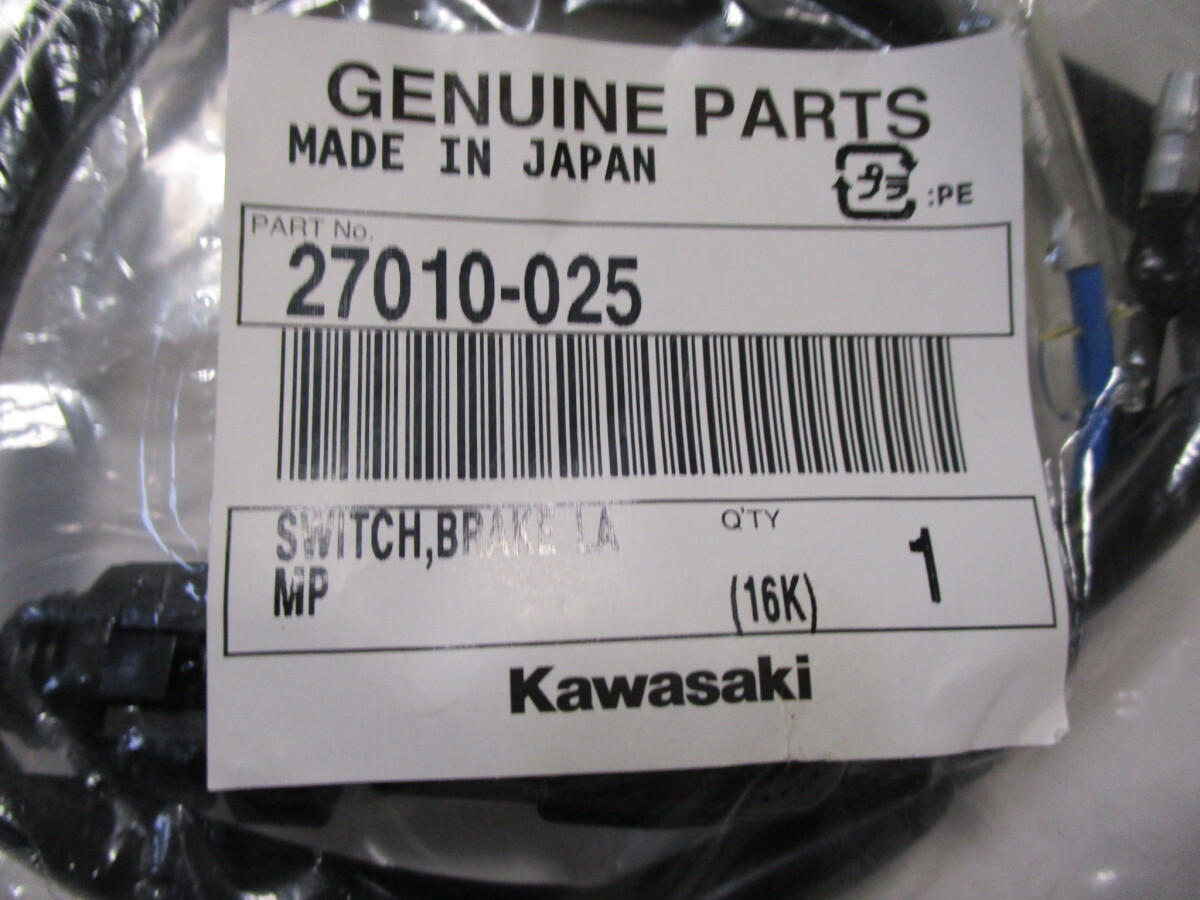 GENUINE PARTS
MADE IN JAPAN
プラ :PE
PART No.
27010-025
SWITCH,BRAKE LA
MP
Q'TY
(16K)
1
Kawasaki